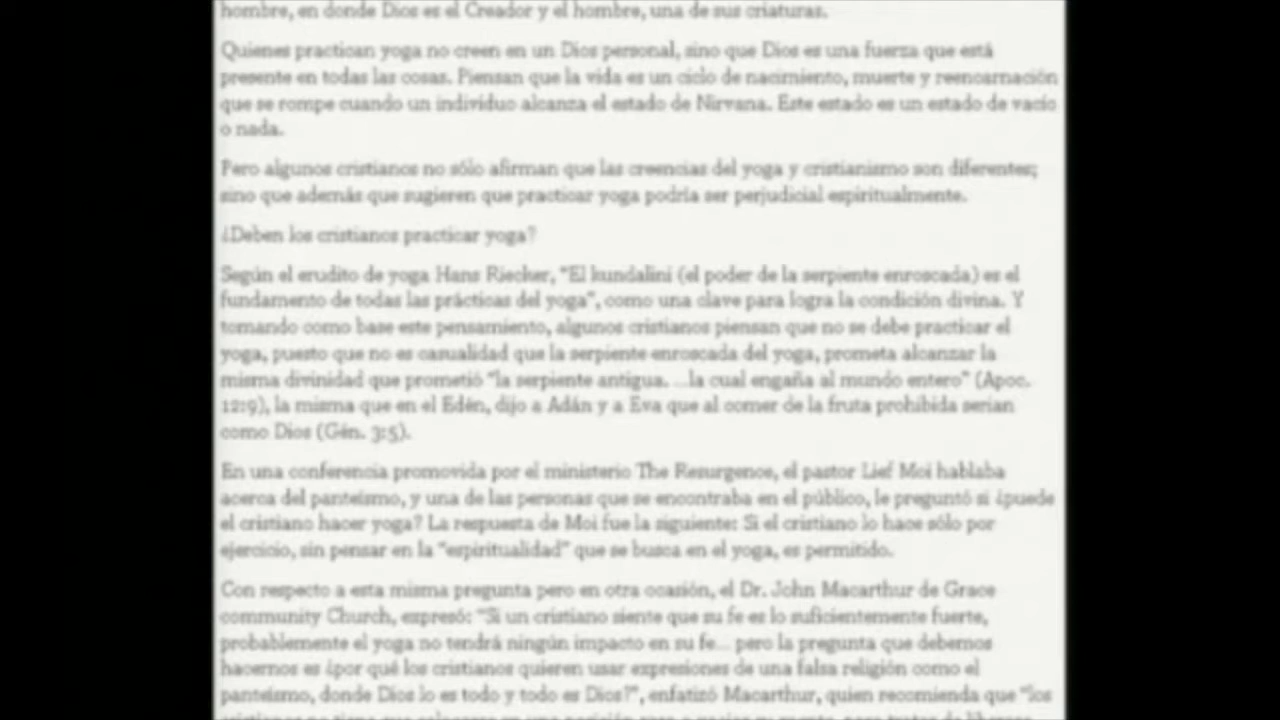 hombre, en donde Dios es el Creador y el hombre, una de sus criaturas.
Quienes practican yoga no creen en un Dios personal, sino que Dios es una fuerza que está
presente en todas las cosas. Piensan que la vida es un ciclo de nacimiento, muerte y reencarnación
que se rompe cuando un individuo alcanza el estado de Nirvana. Este estado es un estado de vacío
o nada.
Pero algunos cristianos no sólo afirman que las creencias del yoga y cristianismo son diferentes;
sino que además que sugieren que practicar yoga podría ser perjudicial espiritualmente.
¿Deben los cristianos practicar yoga?
Según el erudito de yoga Hans Riecker, "El kundalini (el poder de la serpiente enroscada) es el
fundamento de todas las prácticas del yoga", como una clave para logra la condición divina. Y
tomando como base este pensamiento, algunos cristianos piensan que no se debe practicar el
yoga, puesto que no es casualidad que la serpiente enroscada del yoga, prometa alcanzar la
misma divinidad que prometió "la serpiente antigua. ...la cual engaña al mundo entero" (Apoc.
12:9), la misma que en el Edén, dijo a Adán y a Eva que al comer de la fruta prohibida serían
como Dios (Gén. 3:5).
En una conferencia promovida por el ministerio The Resurgence, el pastor Lief Moi hablaba
acerca del panteísmo, y una de las personas que se encontraba en el público, le preguntó si ¿puede
el cristiano hacer yoga? La respuesta de Moi fue la siguiente: Si el cristiano lo hace sólo por
ejercicio, sin pensar en la "espiritualidad" que se busca en el yoga, es permitido.
Con respecto a esta misma pregunta pero en otra ocasión, el Dr. John Macarthur de Grace
community Church, expresó: "Si un cristiano siente que su fe es lo suficientemente fuerte,
probablemente el yoga no tendrá ningún impacto en su fe... pero la pregunta que debemos
hacernos es ¿por qué los cristianos quieren usar expresiones de una falsa religión como el
panteísmo, donde Dios lo es todo y todo es Dios?", enfatizó Macarthur, quien recomienda que "los